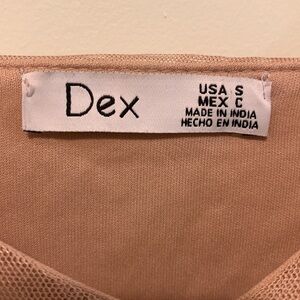 Dex
USA S
MEX C
MADE IN INDIA
HECHO EN INDIA